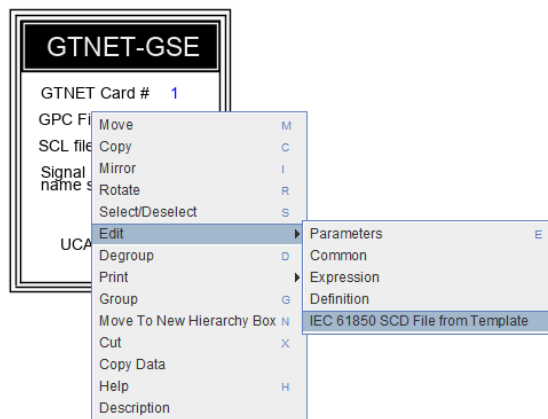 GTNET-GSE
GTNET Card # 1
GPC Fi
SCL file
Signal
name s
UCA
Move M
Copy C
Mirror I
Rotate R
Select/Deselect S
Edit
Degroup D
Print
Group G
Move To New Hierarchy Box N
Cut X
Copy Data
Help H
Description
Parameters E
Common
Expression
Definition
IEC 61850 SCD File from Template